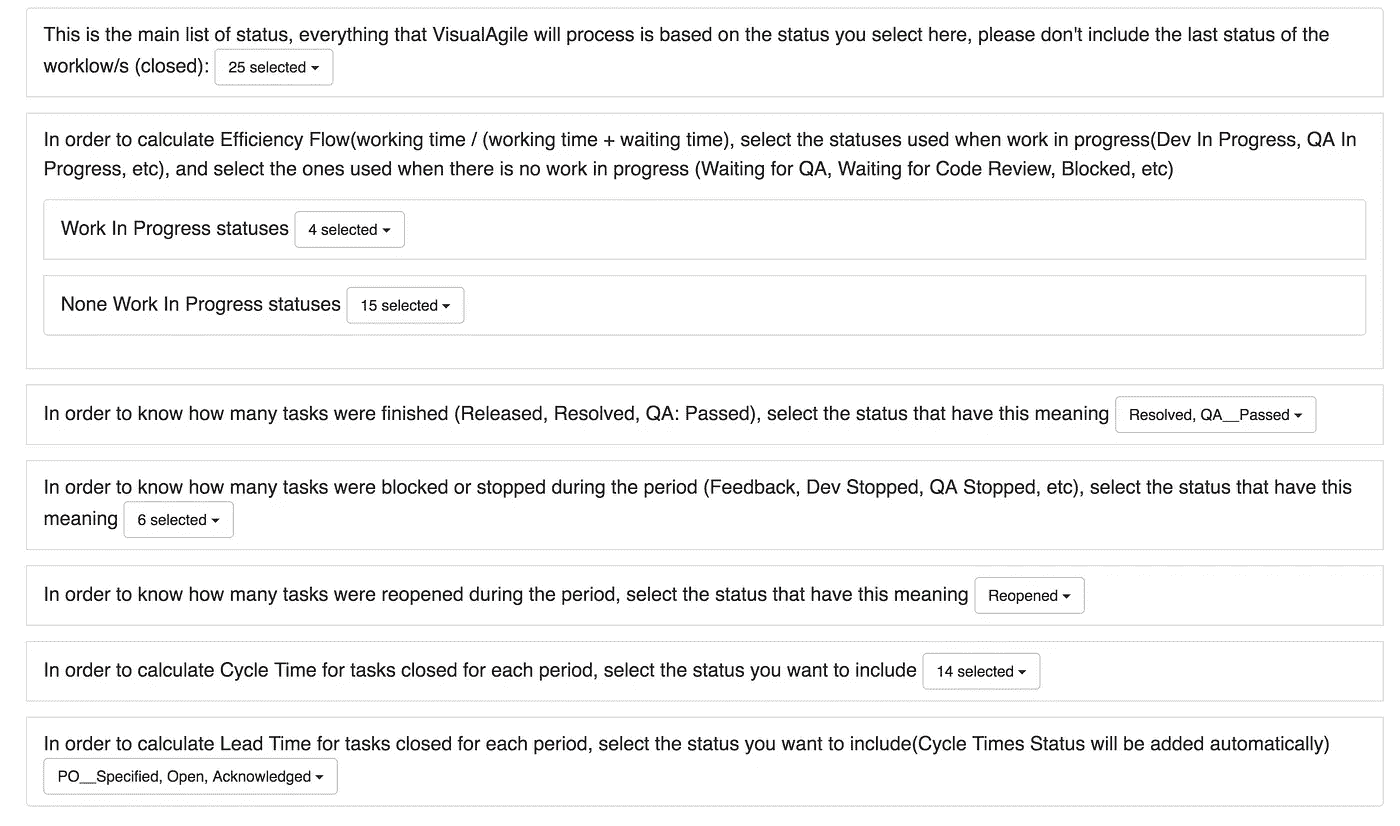 This is the main list of status, everything that VisualAgile will process is based on the status you select here, please don't include the last status of the
worklow/s (closed): 25 selected
In order to calculate Efficiency Flow(working time / (working time + waiting time), select the statuses used when work in progress(Dev In Progress, QA In
Progress, etc), and select the ones used when there is no work in progress (Waiting for QA, Waiting for Code Review, Blocked, etc)
Work In Progress statuses 4 selected
None Work In Progress statuses 15 selected
In order to know how many tasks were finished (Released, Resolved, QA: Passed), select the status that have this meaning Resolved, QA__Passed
In order to know how many tasks were blocked or stopped during the period (Feedback, Dev Stopped, QA Stopped, etc), select the status that have this
meaning 6 selected
In order to know how many tasks were reopened during the period, select the status that have this meaning Reopened
In order to calculate Cycle Time for tasks closed for each period, select the status you want to include 14 selected
In order to calculate Lead Time for tasks closed for each period, select the status you want to include(Cycle Times Status will be added automatically)
PO__Specified, Open, Acknowledged